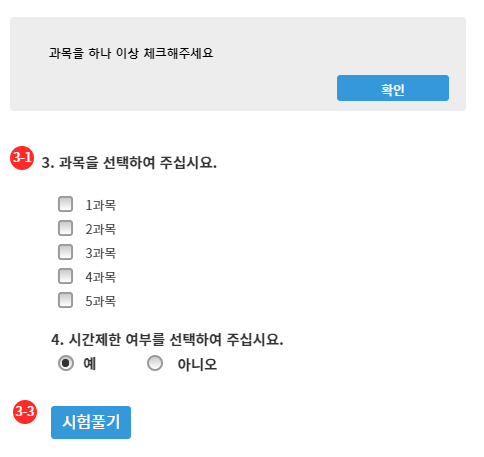 과목을 하나 이상 체크해주세요
확인
3-1 3. 과목을 선택하여 주십시요.
1과목
2과목
3과목
4과목
5과목
4. 시간제한 여부를 선택하여 주십시요.
예 아니오
3-3 시험풀기